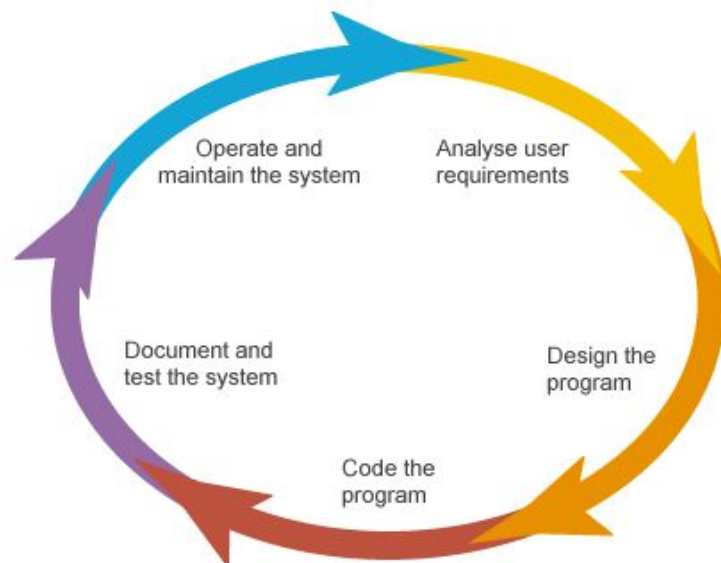 Operate and
maintain the system
Analyse user
requirements
Design the
program
Code the
program
Document and
test the system